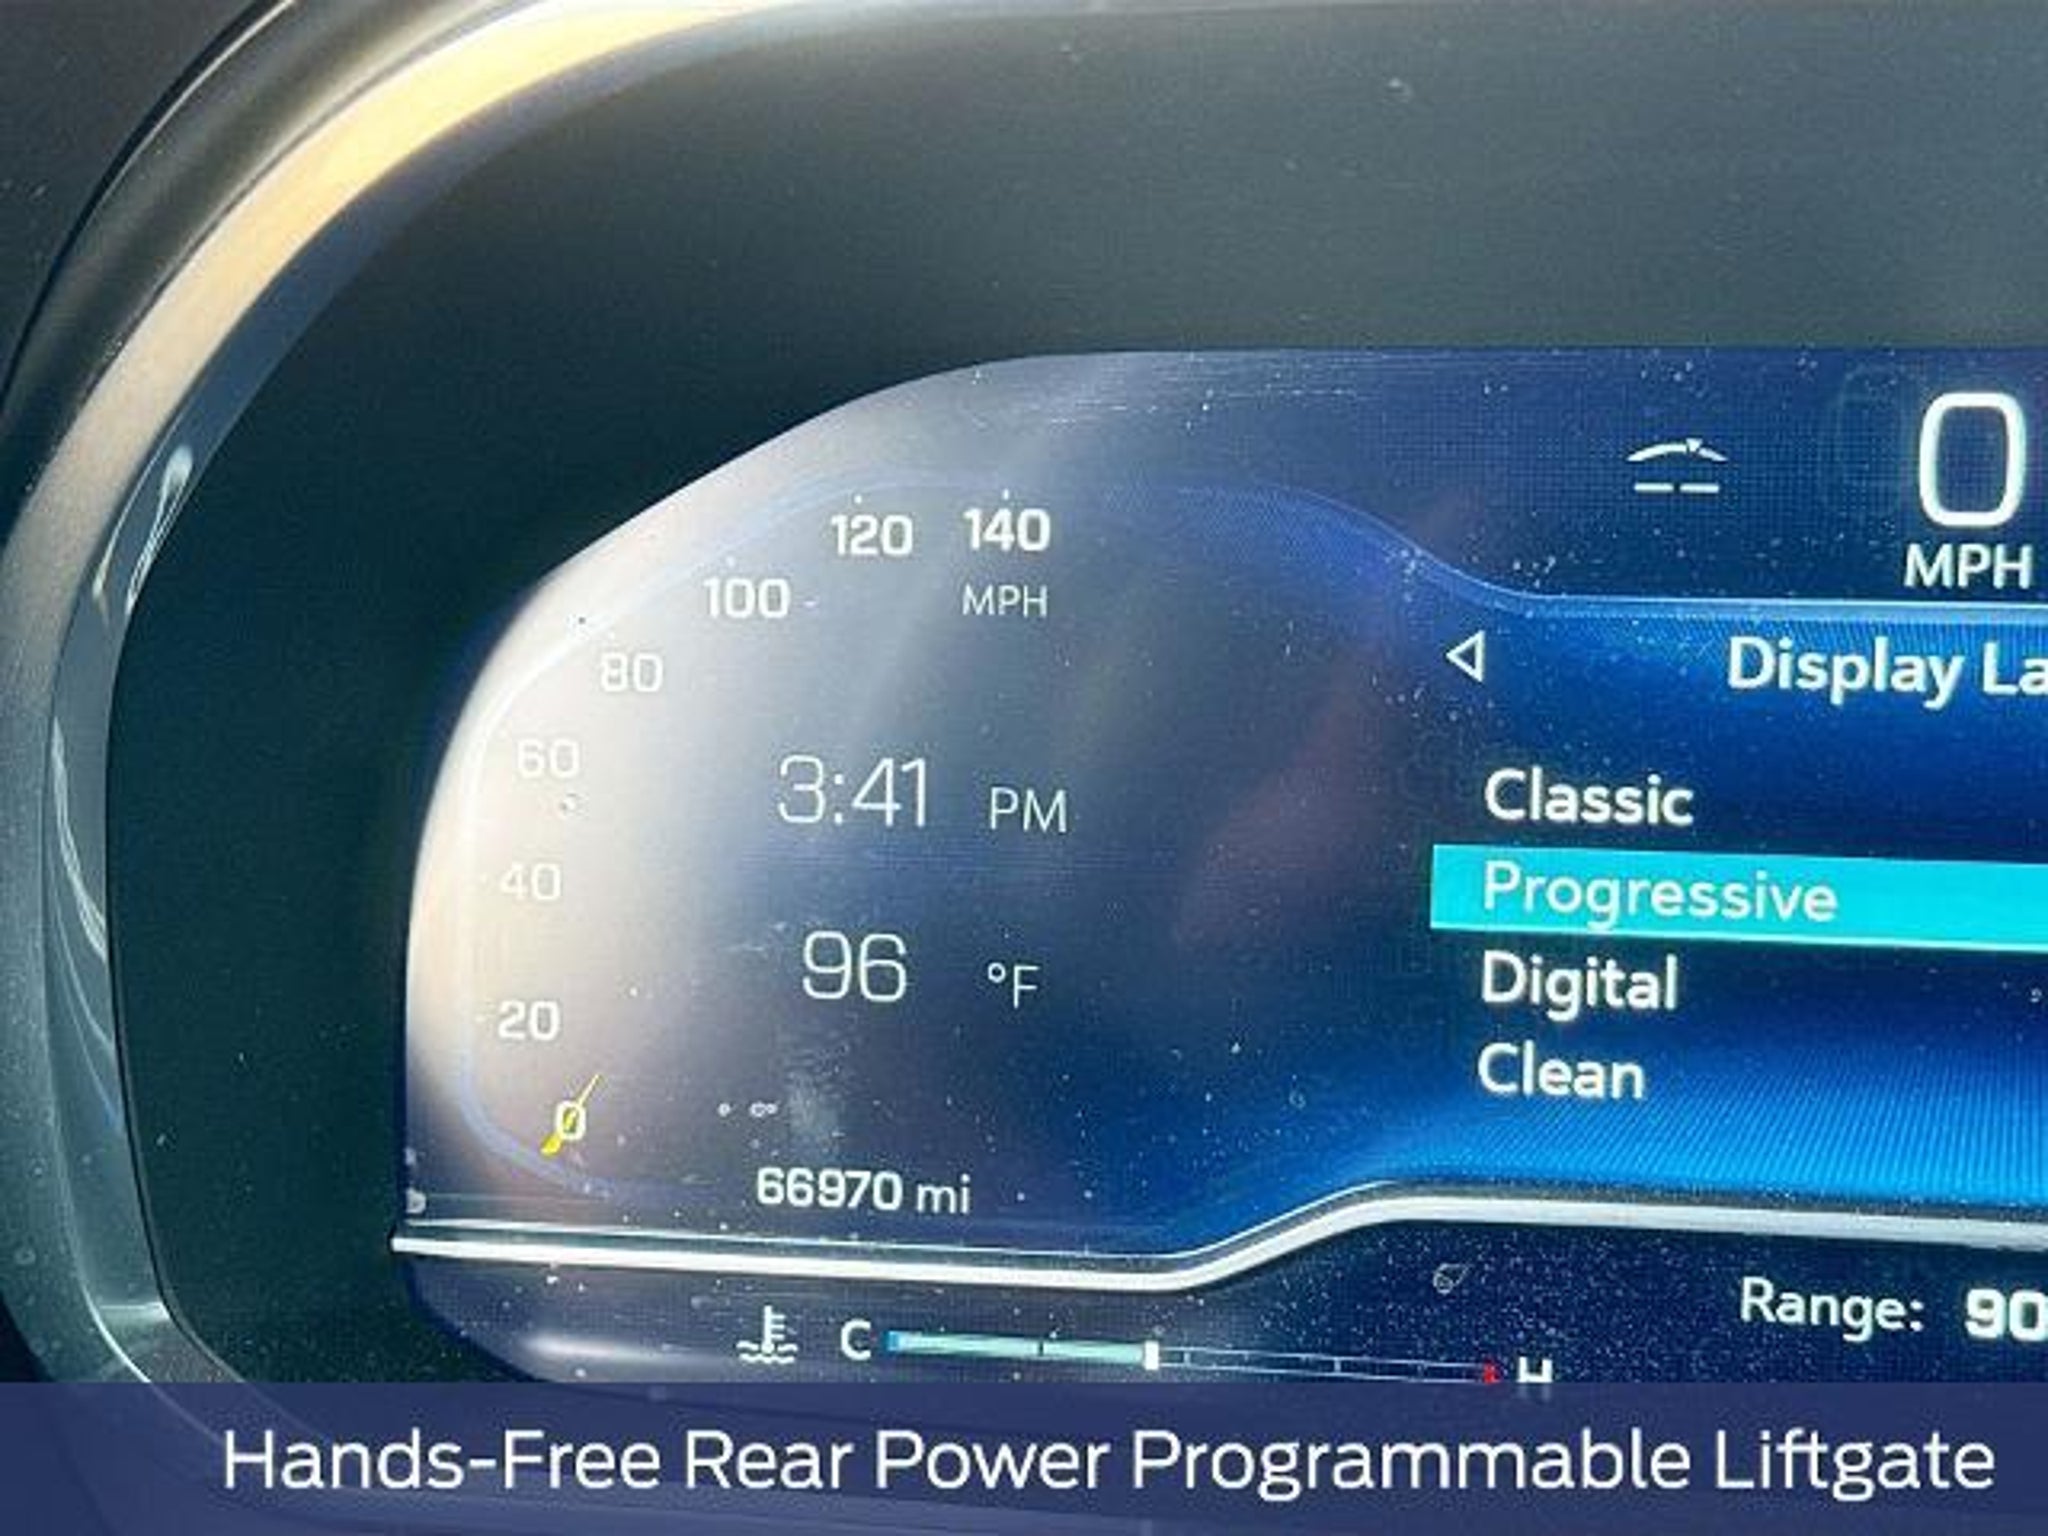 0
MPH
120 140
100
MPH
80
Display La
60
3:41 PM
Classic
Progressive
40
96 °F
Digital
20
Clean
0
66970 mi
Range: 90
C
H
Hands-Free Rear Power Programmable Liftgate